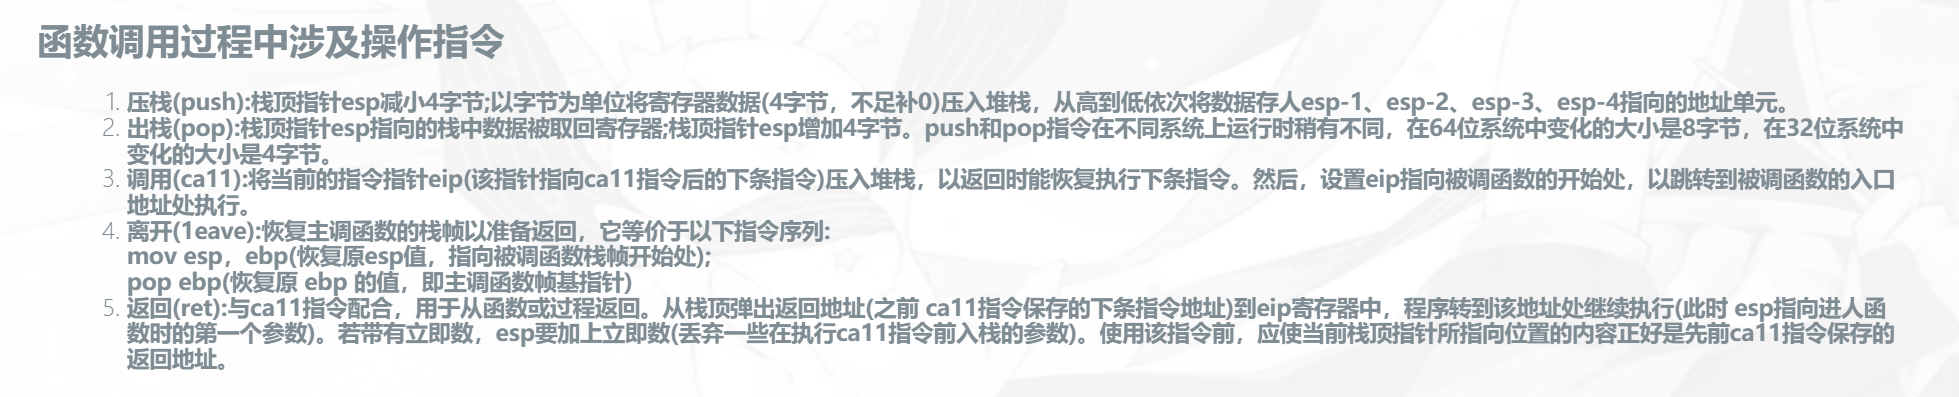 函数调用过程中涉及操作指令
1. 压栈(push):栈顶指针esp减小4字节;以字节为单位将寄存器数据(4字节，不足补0)压入堆栈，从高到低依次将数据存人esp-1、esp-2、esp-3、esp-4指向的地址单元。
2. 出栈(pop):栈顶指针esp指向的栈中数据被取回寄存器;栈顶指针esp增加4字节。push和pop指令在不同系统上运行时稍有不同，在64位系统中变化的大小是8字节，在32位系统中
变化的大小是4字节。
3. 调用(ca11):将当前的指令指针eip(该指针指向ca11指令后的下条指令)压入堆栈，以返回时能恢复执行下条指令。然后，设置eip指向被调函数的开始处，以跳转到被调函数的入口
地址处执行。
4. 离开(1eave):恢复主调函数的栈帧以准备返回，它等价于以下指令序列:
mov esp，ebp(恢复原esp值，指向被调函数栈帧开始处);
pop ebp(恢复原 ebp 的值，即主调函数帧基指针)
5. 返回(ret):与ca11指令配合，用于从函数或过程返回。从栈顶弹出返回地址(之前 ca11指令保存的下条指令地址)到eip寄存器中，程序转到该地址处继续执行(此时 esp指向进人函
数时的第一个参数)。若带有立即数，esp要加上立即数(丢弃一些在执行ca11指令前入栈的参数)。使用该指令前，应使当前栈顶指针所指向位置的内容正好是先前ca11指令保存的
返回地址。